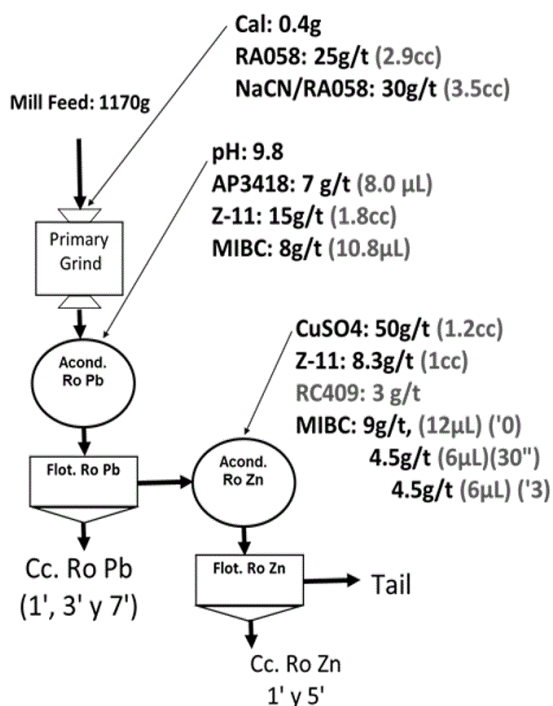 Cal: 0.4g
RA058: 25g/t (2.9cc)
NaCN/RA058: 30g/t (3.5cc)
Mill Feed: 1170g
pH: 9.8
AP3418: 7 g/t (8.0 µL)
Z-11: 15g/t (1.8cc)
MIBC: 8g/t (10.8µL)
Primary
Grind
CuSO4: 50g/t (1.2cc)
Z-11: 8.3g/t (1cc)
RC409: 3 g/t
MIBC: 9g/t, (12µL) ('0)
4.5g/t (6µL)(30")
4.5g/t (6µL) ('3)
Acond.
Ro Pb
Flot. Ro Pb
Acond.
Ro Zn
Cc. Ro Pb
(1', 3' y 7')
Flot. Ro Zn
Tail
Cc. Ro Zn
1' y 5'